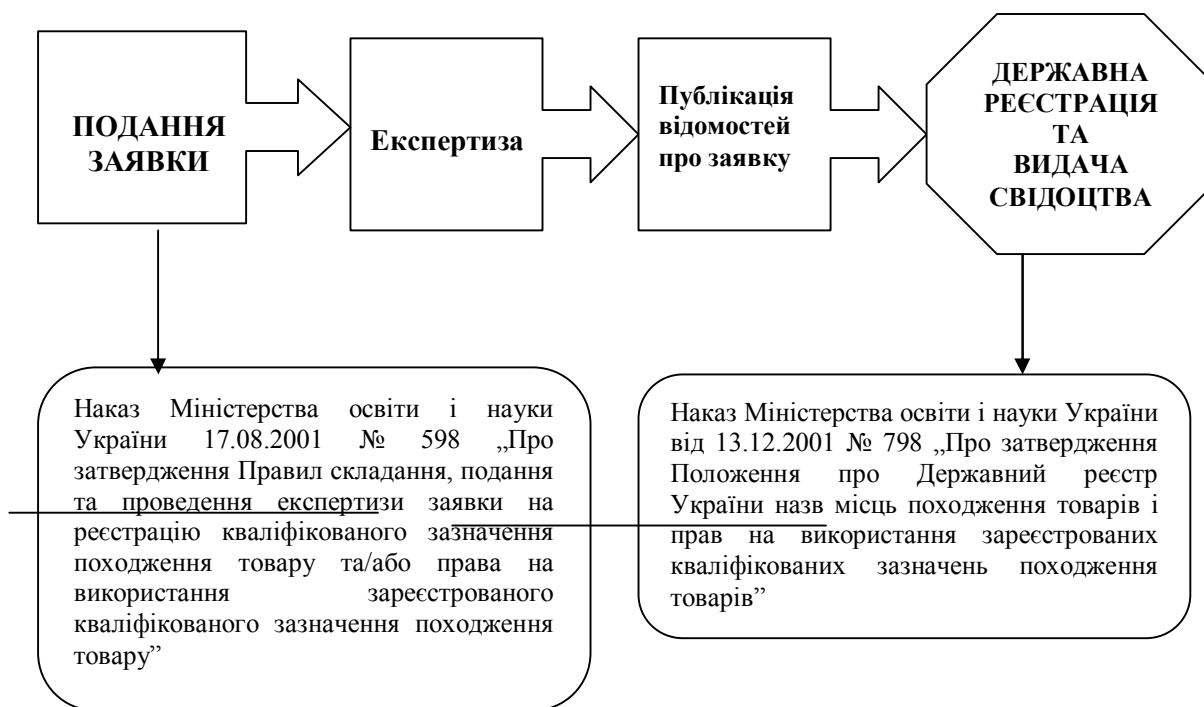 ПОДАННЯ
ЗАЯВКИ
Експертиза
Публікація
відомостей
про заявку
ДЕРЖАВНА
РЕЄСТРАЦІЯ
ТА
ВИДАЧА
СВІДОЦТВА
Наказ Міністерства освіти і науки
України 17.08.2001 № 598 „Про
затвердження Правил складання, подання
та проведення експертизи заявки на
реєстрацію кваліфікованого зазначення
походження товару та/або права на
використання зареєстрованого
кваліфікованого зазначення походження
товару”
Наказ Міністерства освіти і науки України
від 13.12.2001 № 798 „Про затвердження
Положення про Державний реєстр
України назв місць походження товарів і
прав на використання зареєстрованих
кваліфікованих зазначень походження
товарів”